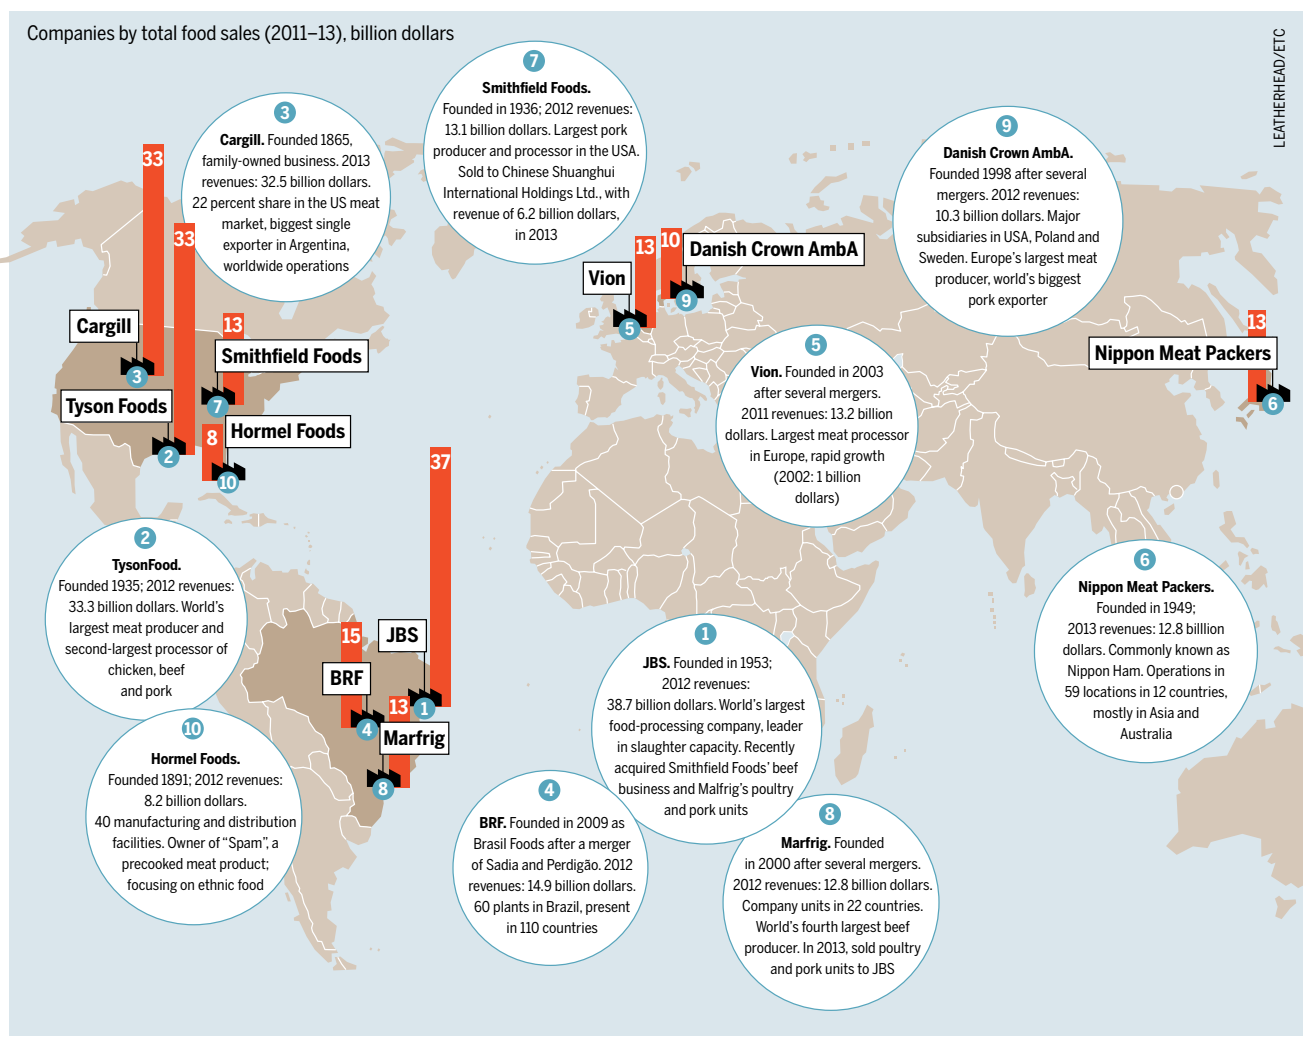 Companies by total food sales (2011–13), billion dollars
LEATHERHEAD/ETC
7
Smithfield Foods.
Founded in 1936; 2012 revenues:
13.1 billion dollars. Largest pork
producer and processor in the USA.
Sold to Chinese Shuanghui
International Holdings Ltd., with
revenue of 6.2 billion dollars,
in 2013
3
Cargill. Founded 1865,
family-owned business. 2013
revenues: 32.5 billion dollars.
22 percent share in the US meat
market, biggest single
exporter in Argentina,
worldwide operations
9
Danish Crown AmbA.
Founded 1998 after several
mergers. 2012 revenues:
10.3 billion dollars. Major
subsidiaries in USA, Poland and
Sweden. Europe's largest meat
producer, world's biggest
pork exporter
33
33
Cargill
3
13
Smithfield Foods
7
Tyson Foods
2
8
Hormel Foods
10
13
10
Danish Crown AmbA
Vion
9
5
13
Nippon Meat Packers
6
5
Vion. Founded in 2003
after several mergers.
2011 revenues: 13.2 billion
dollars. Largest meat processor
in Europe, rapid growth
(2002: 1 billion
dollars)
37
2
TysonFood.
Founded 1935; 2012 revenues:
33.3 billion dollars. World's
largest meat producer and
second-largest processor of
chicken, beef
and pork
15
JBS
BRF
13
1
4
Marfrig
8
6
Nippon Meat Packers.
Founded in 1949;
2013 revenues: 12.8 billlion
dollars. Commonly known as
Nippon Ham. Operations in
59 locations in 12 countries,
mostly in Asia and
Australia
1
JBS. Founded in 1953;
2012 revenues:
38.7 billion dollars. World's largest
food-processing company, leader
in slaughter capacity. Recently
acquired Smithfield Foods' beef
business and Malfrig's poultry
and pork units
10
Hormel Foods.
Founded 1891; 2012 revenues:
8.2 billion dollars.
40 manufacturing and distribution
facilities. Owner of “Spam”, a
precooked meat product;
focusing on ethnic food
4
BRF. Founded in 2009 as
Brasil Foods after a merger
of Sadia and Perdigão. 2012
revenues: 14.9 billion dollars.
60 plants in Brazil, present
in 110 countries
8
Marfrig. Founded
in 2000 after several mergers.
2012 revenues: 12.8 billion dollars.
Company units in 22 countries.
World's fourth largest beef
producer. In 2013, sold poultry
and pork units to JBS